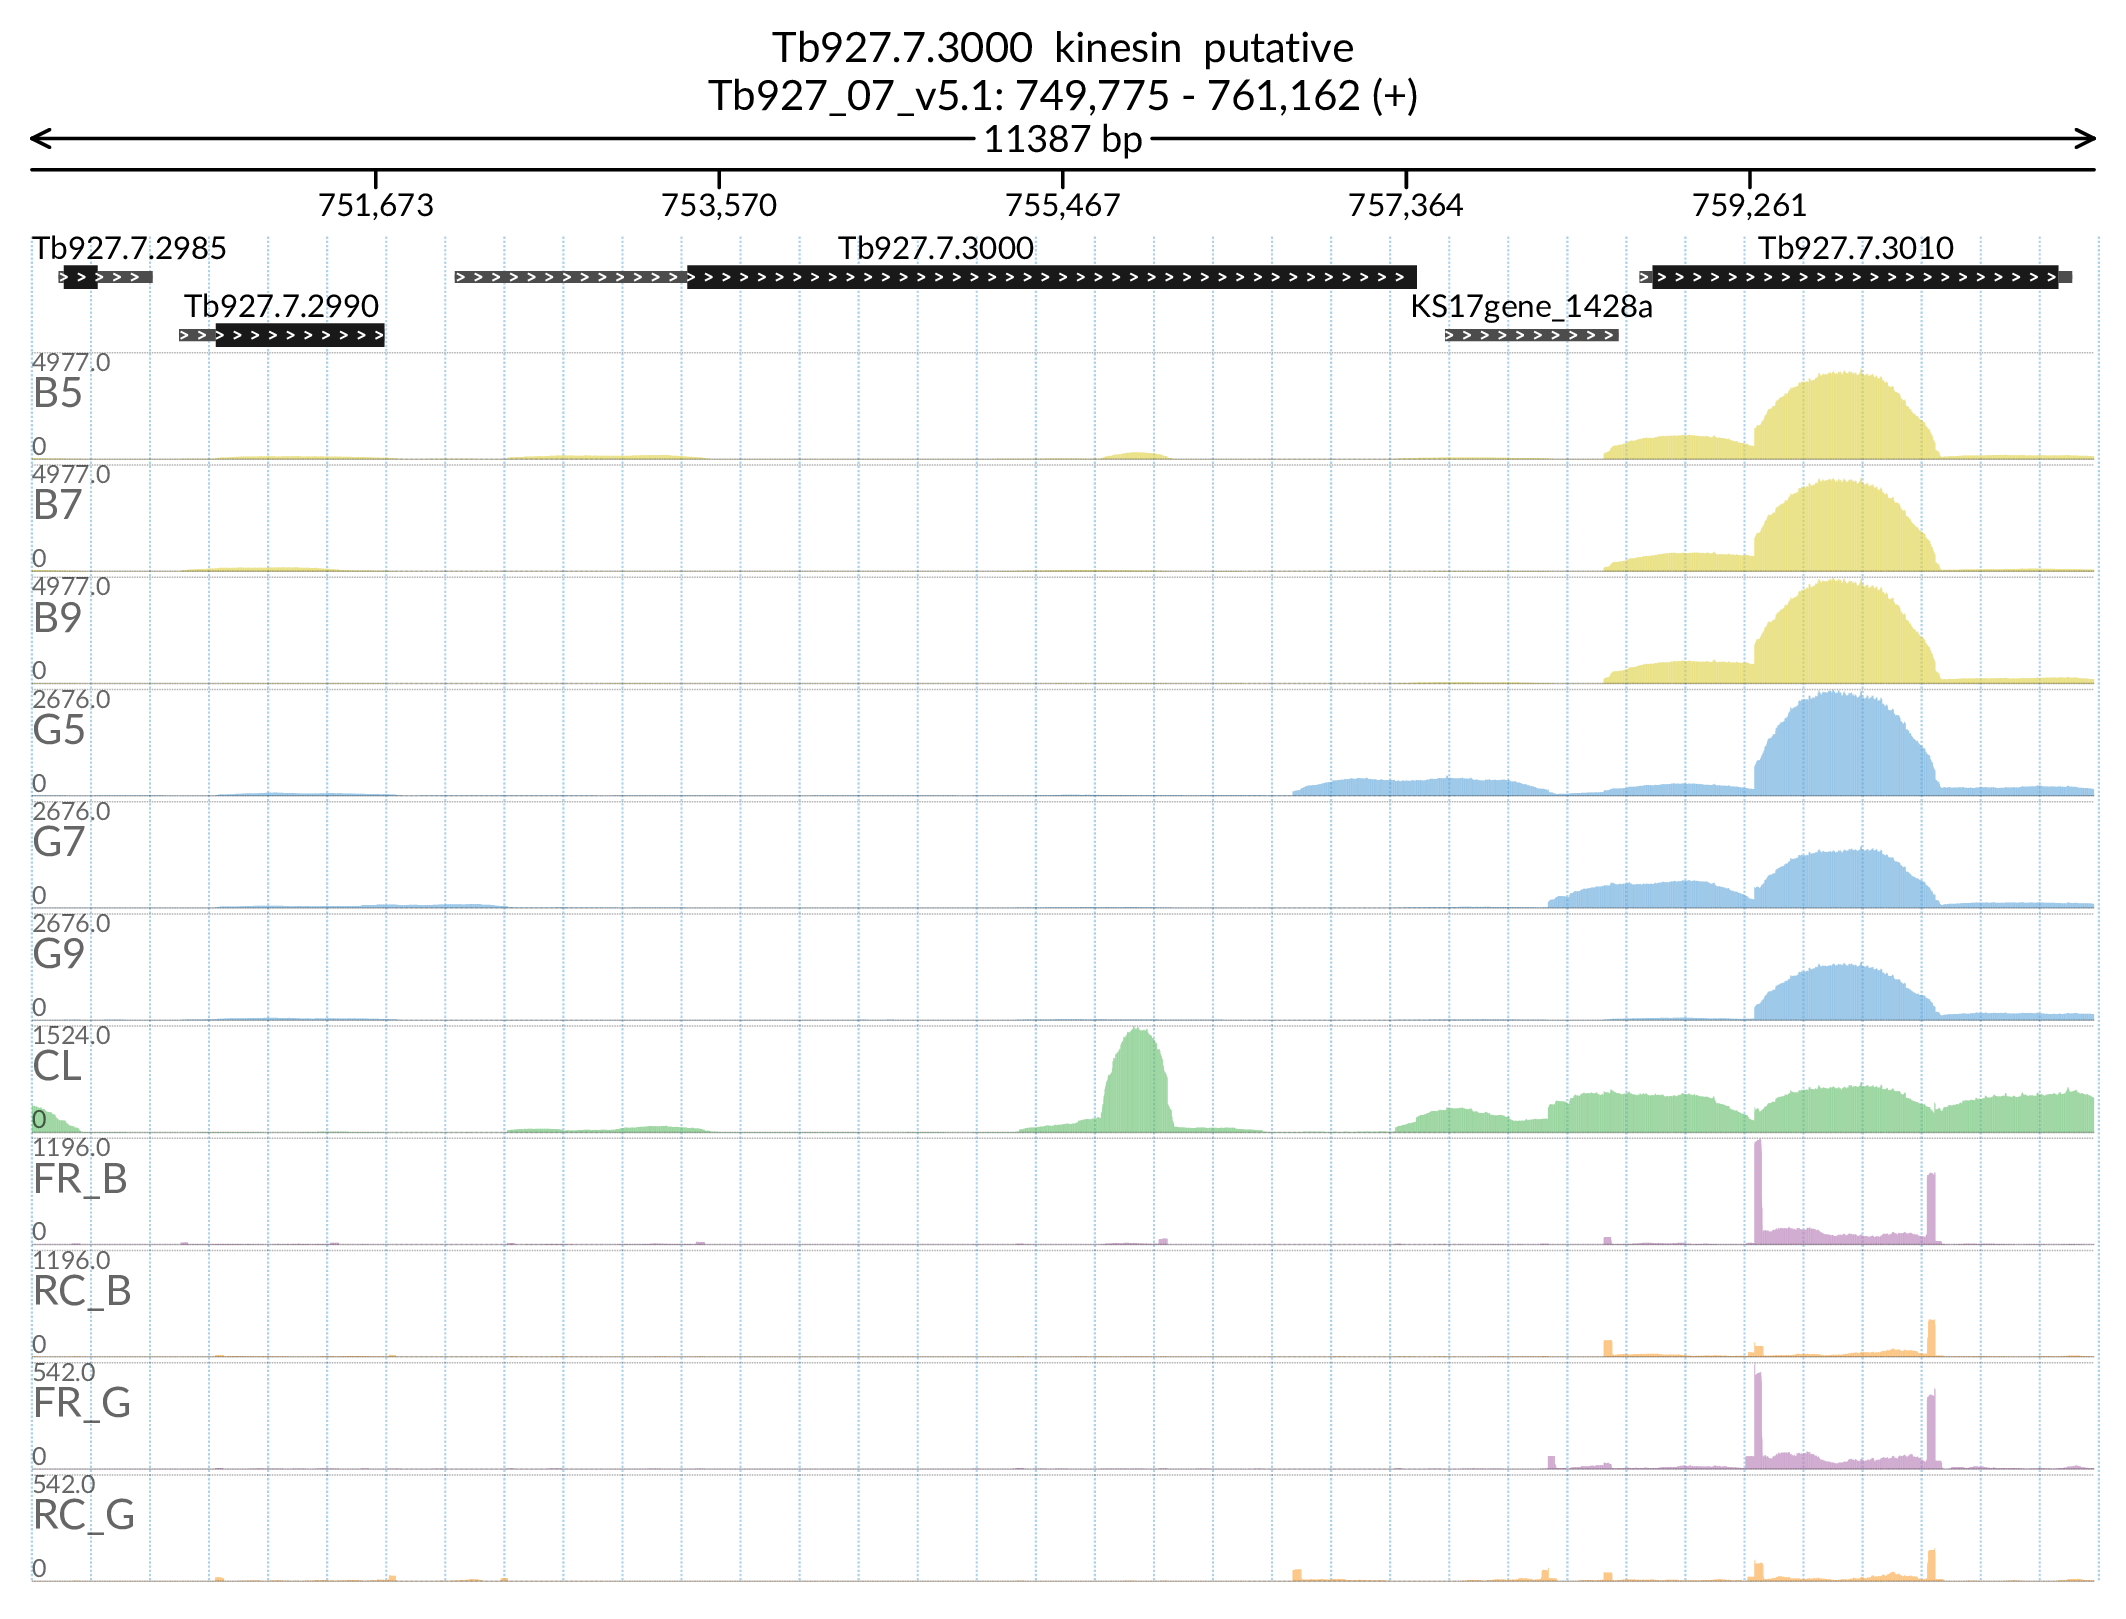 Tb927.7.3000 kinesin putative
Tb927_07_v5.1: 749,775 - 761,162 (+)
11387 bp
751,673 753,570 755,467 757,364 759,261
Tb927.7.2985 Tb927.7.3000 Tb927.7.3010
Tb927.7.2990 KS17gene_1428a
4977.0
B5
0
4977.0
B7
0
4977.0
B9
0
2676.0
G5
0
2676.0
G7
0
2676.0
G9
0
1524.0
CL
0
1196.0
FR_B
0
1196.0
RC_B
0
542.0
FR_G
0
542.0
RC_G
0